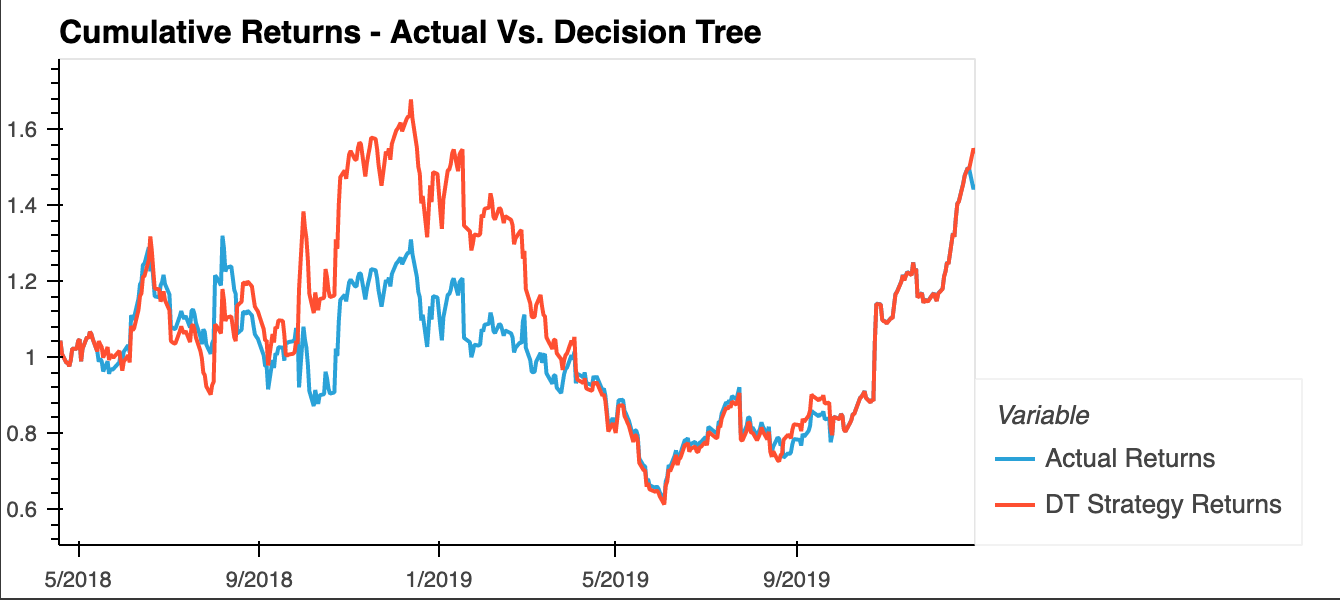 Cumulative Returns - Actual Vs. Decision Tree
1.6
1.4
1.2
1
0.8
0.6
5/2018
9/2018
1/2019
5/2019
9/2019
Variable
Actual Returns
DT Strategy Returns